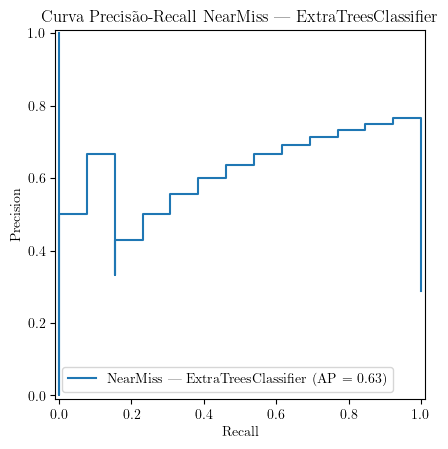 Curva Precisão-Recall NearMiss — ExtraTreesClassifier
1.0
0.8
0.6
0.4
0.2
0.0
Precision
NearMiss — ExtraTreesClassifier (AP = 0.63)
0.0 0.2 0.4 0.6 0.8 1.0
Recall